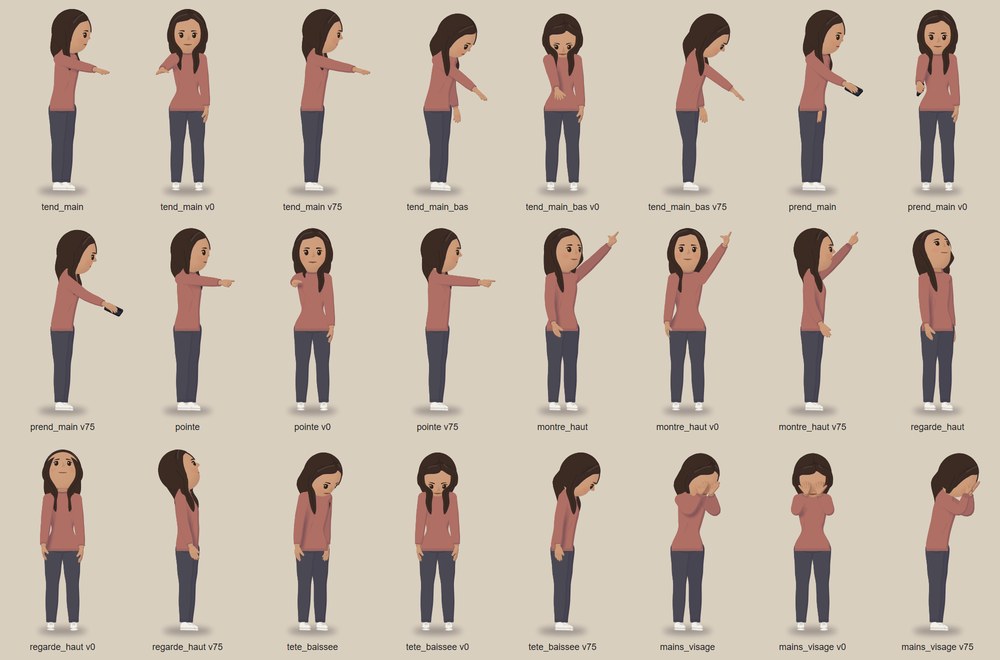 tend_main
tend_main v0
tend_main v75
tend_main_bas
tend_main_bas v0
tend_main_bas v75
prend_main
prend_main v0
prend_main v75
pointe
pointe v0
pointe v75
montre_haut
montre_haut v0
montre_haut v75
regarde_haut
regarde_haut v0
regarde_haut v75
tete_baissee
tete_baissee v0
tete_baissee v75
mains_visage
mains_visage v0
mains_visage v75